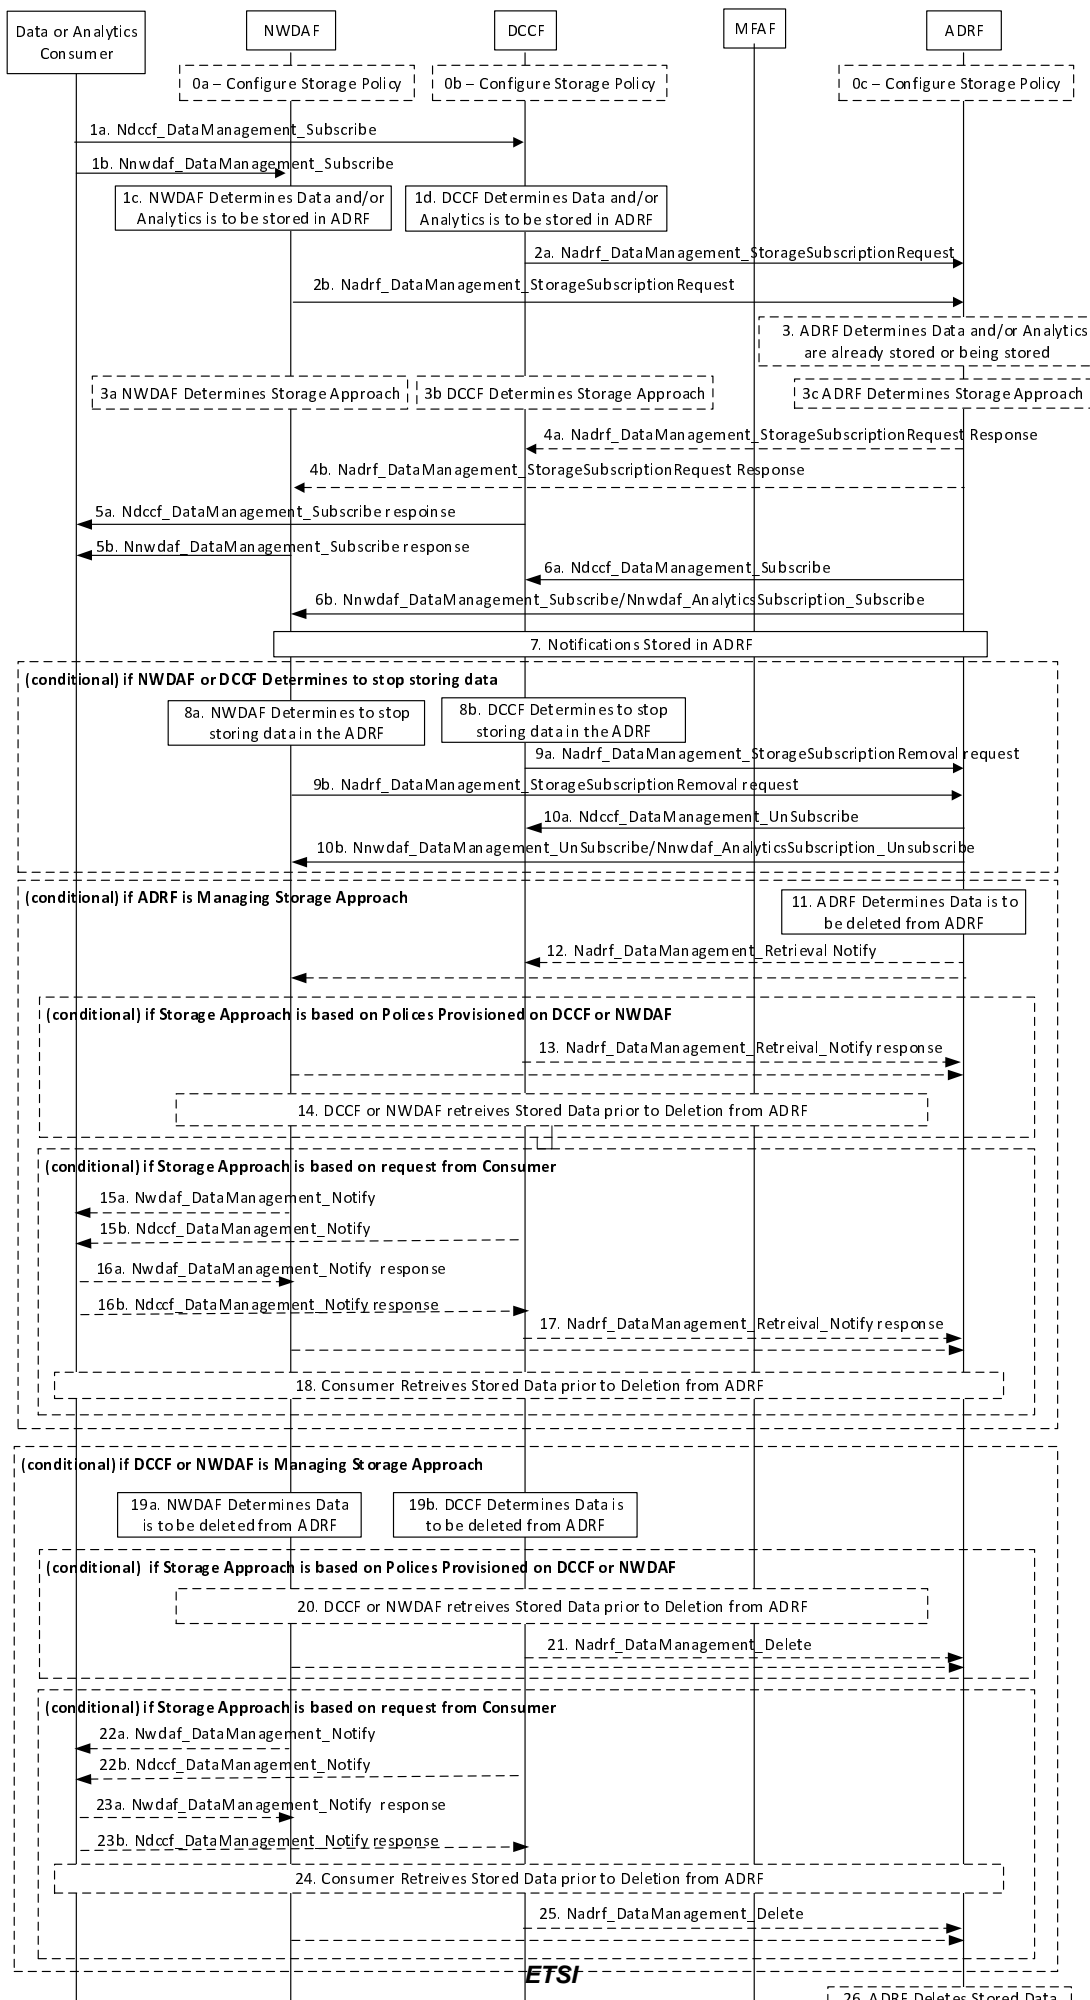 Data or Analytics
Consumer
NWDAF
DCCF
MFAF
ADRF
0a – Configure Storage Policy
0b – Configure Storage Policy
0c – Configure Storage Policy
1a. Ndccf_DataManagement_Subscribe
1b. Nnwdaf_DataManagement_Subscribe
1c. NWDAF Determines Data and/or
Analytics is to be stored in ADRF
1d. DCCF Determines Data and/or
Analytics is to be stored in ADRF
2a. Nadrf_DataManagement_StorageSubscriptionRequest
2b. Nadrf_DataManagement_StorageSubscriptionRequest
3. ADRF Determines Data and/or Analytics
are already stored or being stored
3a NWDAF Determines Storage Approach
3b DCCF Determines Storage Approach
3c ADRF Determines Storage Approach
4a. Nadrf_DataManagement_StorageSubscriptionRequest Response
4b. Nadrf_DataManagement_StorageSubscriptionRequest Response
5a. Ndccf_DataManagement_Subscribe respoinse
5b. Nnwdaf_DataManagement_Subscribe response
6a. Ndccf_DataManagement_Subscribe
6b. Nnwdaf_DataManagement_Subscribe/Nnwdaf_AnalyticsSubscription_Subscribe
7. Notifications Stored in ADRF
(conditional) if NWDAF or DCCF Determines to stop storing data
8a. NWDAF Determines to stop
storing data in the ADRF
8b. DCCF Determines to stop
storing data in the ADRF
9a. Nadrf_DataManagement_StorageSubscriptionRemoval request
9b. Nadrf_DataManagement_StorageSubscriptionRemoval request
10a. Ndccf_DataManagement_UnSubscribe
10b. Nnwdaf_DataManagement_UnSubscribe/Nnwdaf_AnalyticsSubscription_Unsubscribe
(conditional) if ADRF is Managing Storage Approach
11. ADRF Determines Data is to
be deleted from ADRF
12. Nadrf_DataManagement_Retrieval Notify
(conditional) if Storage Approach is based on Polices Provisioned on DCCF or NWDAF
13. Nadrf_DataManagement_Retreival_Notify response
14. DCCF or NWDAF retreives Stored Data prior to Deletion from ADRF
(conditional) if Storage Approach is based on request from Consumer
15a. Nwdaf_DataManagement_Notify
15b. Ndccf_DataManagement_Notify
16a. Nwdaf_DataManagement_Notify response
16b. Ndccf_DataManagement_Notify response
17. Nadrf_DataManagement_Retreival_Notify response
18. Consumer Retreives Stored Data prior to Deletion from ADRF
(conditional) if DCCF or NWDAF is Managing Storage Approach
19a. NWDAF Determines Data
is to be deleted from ADRF
19b. DCCF Determines Data is
to be deleted from ADRF
(conditional) if Storage Approach is based on Polices Provisioned on DCCF or NWDAF
20. DCCF or NWDAF retreives Stored Data prior to Deletion from ADRF
21. Nadrf_DataManagement_Delete
(conditional) if Storage Approach is based on request from Consumer
22a. Nwdaf_DataManagement_Notify
22b. Ndccf_DataManagement_Notify
23a. Nwdaf_DataManagement_Notify response
23b. Ndccf_DataManagement_Notify response
24. Consumer Retreives Stored Data prior to Deletion from ADRF
25. Nadrf_DataManagement_Delete
ETSI
26. ADRF Deletes Stored Data